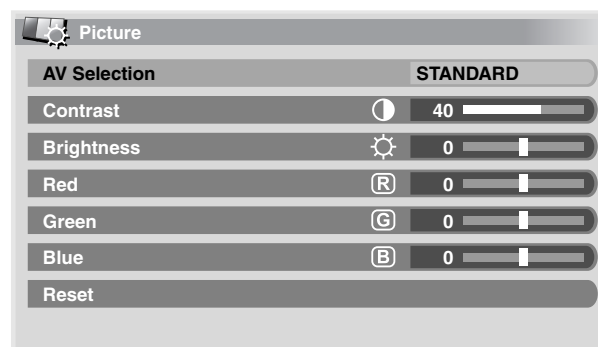 Picture
AV Selection STANDARD
Contrast 40
Brightness 0
Red R 0
Green G 0
Blue B 0
Reset